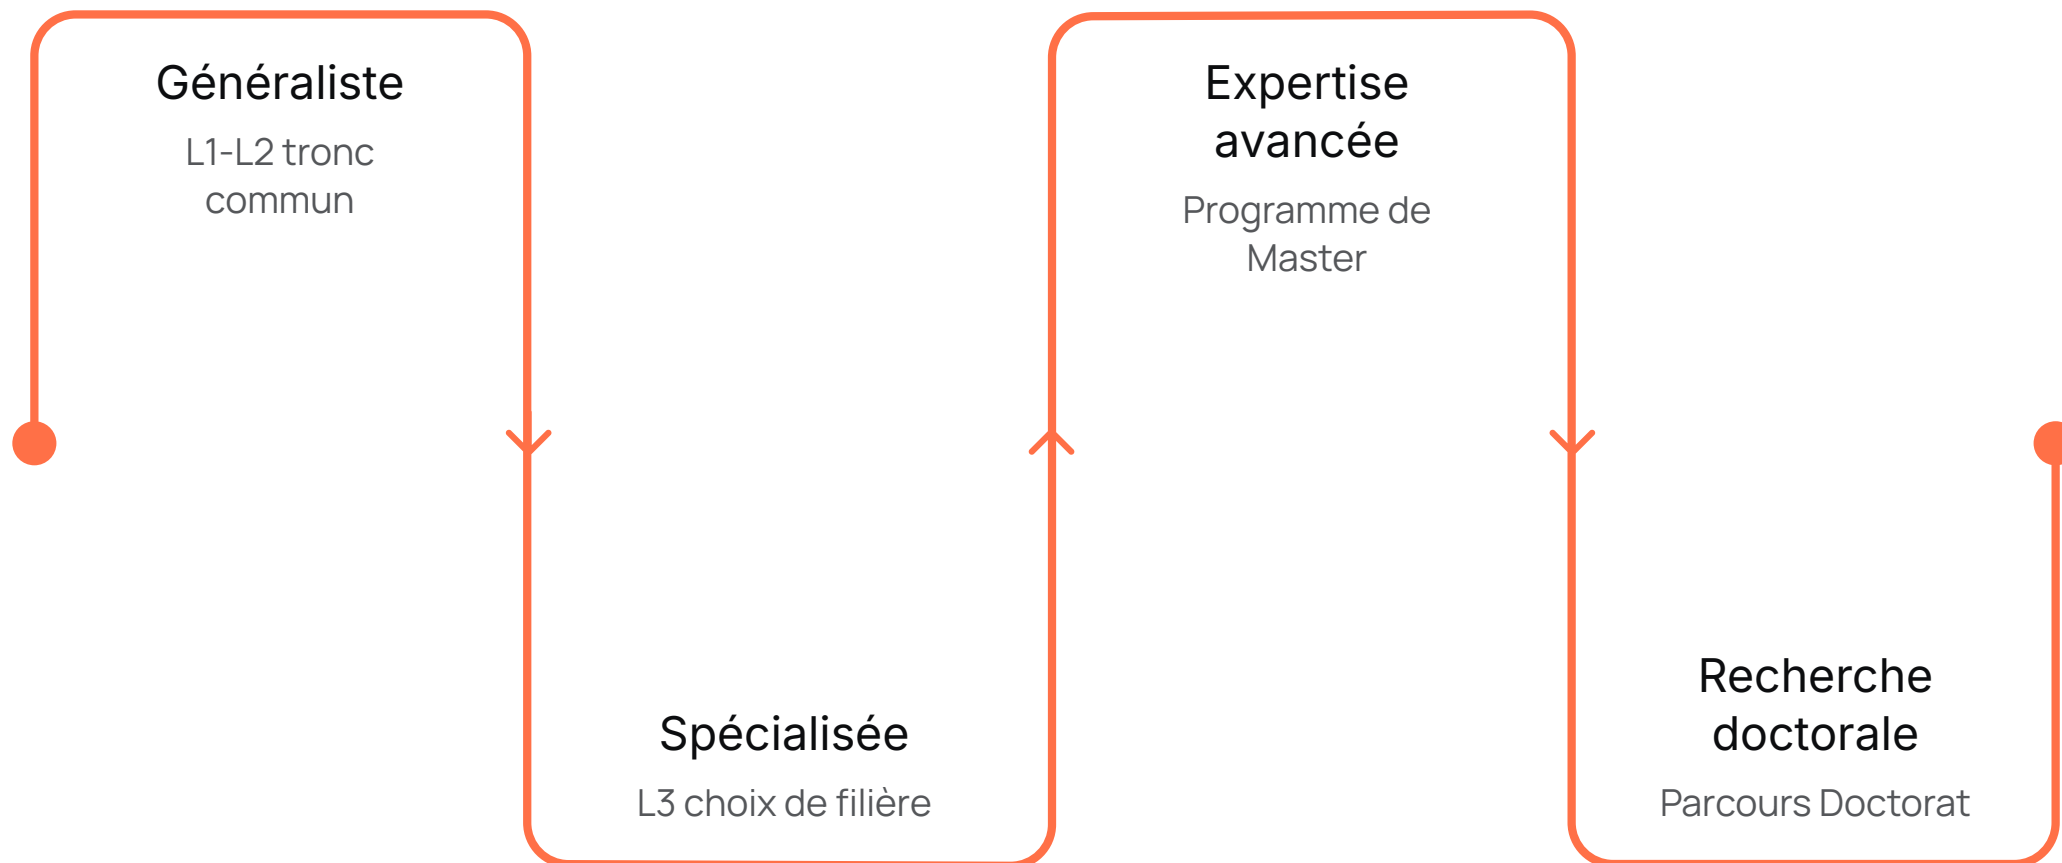 Généraliste
L1-L2 tronc
commun
Spécialisée
L3 choix de filière
Expertise
avancée
Programme de
Master
Recherche
doctorale
Parcours Doctorat